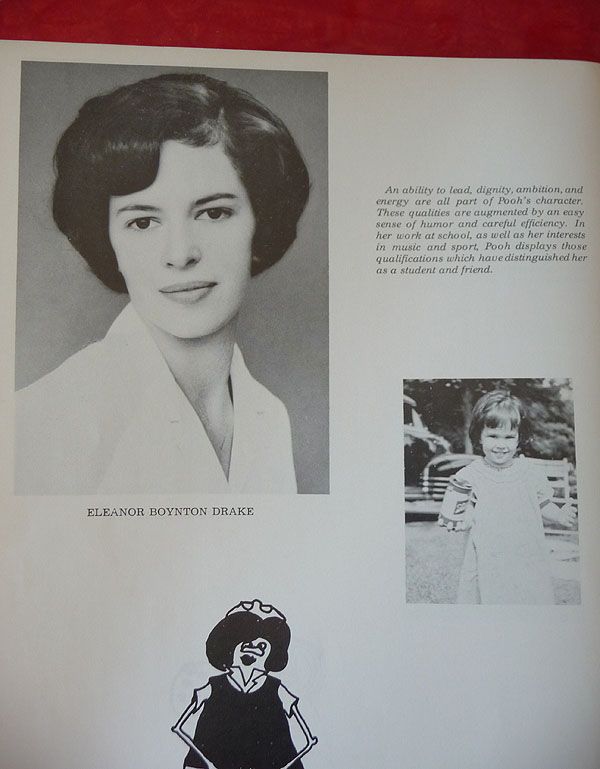 An ability to lead, dignity, ambition, and
energy are all part of Pooh's character.
These qualities are augmented by an easy
sense of humor and careful efficiency. In
her work at school, as well as her interests
in music and sport, Pooh displays those
qualifications which have distinguished her
as a student and friend.
ELEANOR BOYNTON DRAKE